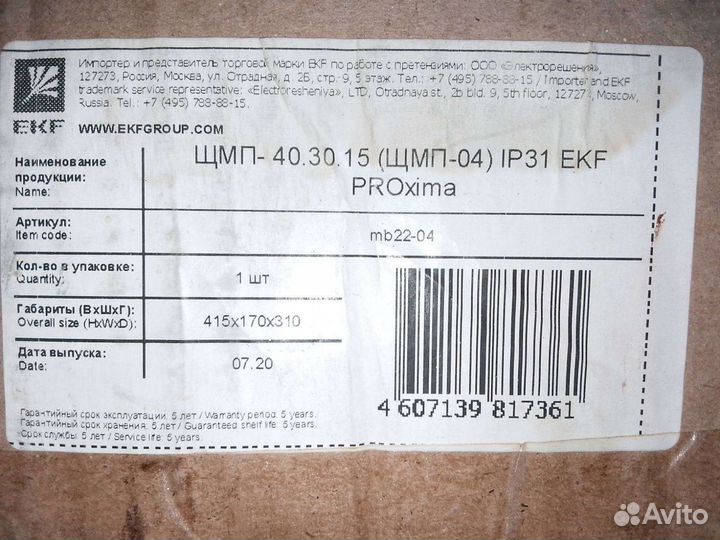 Импортер и представитель торговой марки EKF по работе с претензиями: ООО «Электрорешения»,
127273, Россия, Москва, ул. Отрадная, д. 2Б, стр. 9, 5 этаж. Тел.: +7 (495) 788-88-15 / Importer and EKF
trademark service representative: «Electroresheniya», LTD, Otradnaya st., 2b bld. 9, 5th floor, 127273, Moscow,
Russia. Tel.: +7 (495) 788-88-15.
EKF WWW.EKFGROUP.COM
Наименование
продукции:
Name:
ЩМП- 40.30.15 (ЩМП-04) IP31 EKF
PROxima
Артикул:
Item code:
mb22-04
Кол-во в упаковке:
Quantity:
1 шт
Габариты (ВхШхГ):
Overall size (HxWxD):
415x170x310
Дата выпуска:
Date:
07.20
4 607139 817361
Гарантийный срок эксплуатации: 5 лет / Warranty period: 5 years.
Гарантийный срок хранения: 5 лет / Guaranteed shelf life: 5 years.
Срок службы: 5 лет / Service life: 5 years.
Avito